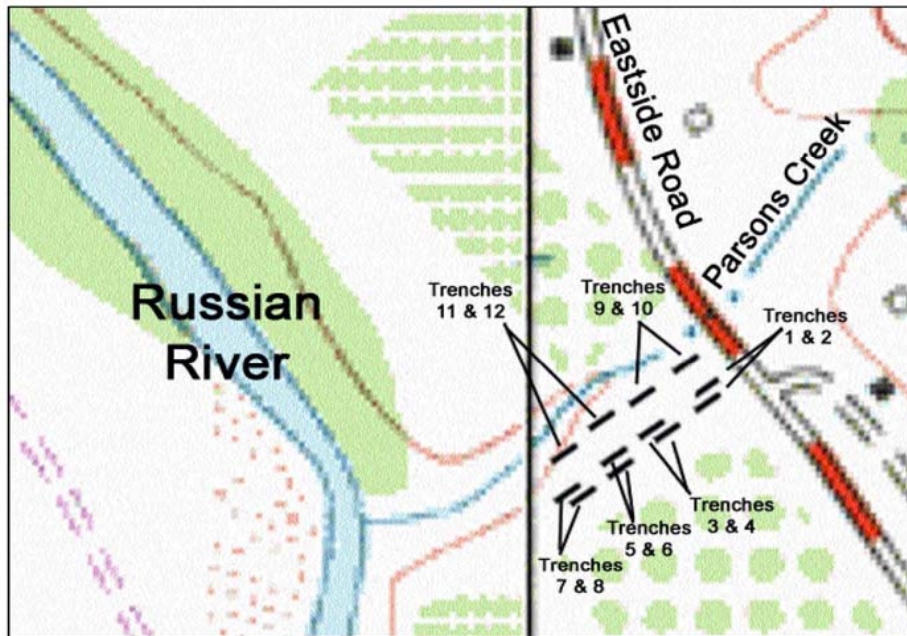 Eastside Road
Parsons Creek
Russian
River
Trenches
11 & 12
Trenches
9 & 10
Trenches
1 & 2
Trenches
3 & 4
Trenches
5 & 6
Trenches
7 & 8